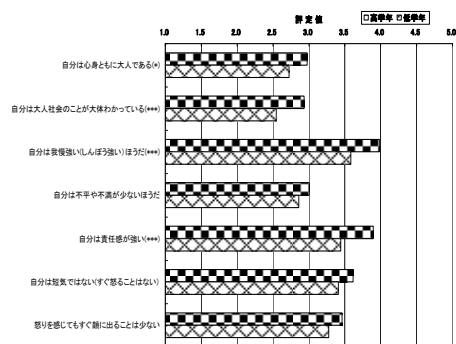 評定値
□高学年 ▨低学年
1.0 1.5 2.0 2.5 3.0 3.5 4.0 4.5 5.0
自分は心身ともに大人である(*)
自分は大人社会のことが大体わかっている(***)
自分は我慢強い(しんぼう強い)ほうだ(***)
自分は不平や不満が少ないほうだ
自分は責任感が強い(***)
自分は短気ではない(すぐ怒ることはない)
怒りを感じてもすぐ顔に出ることは少ない